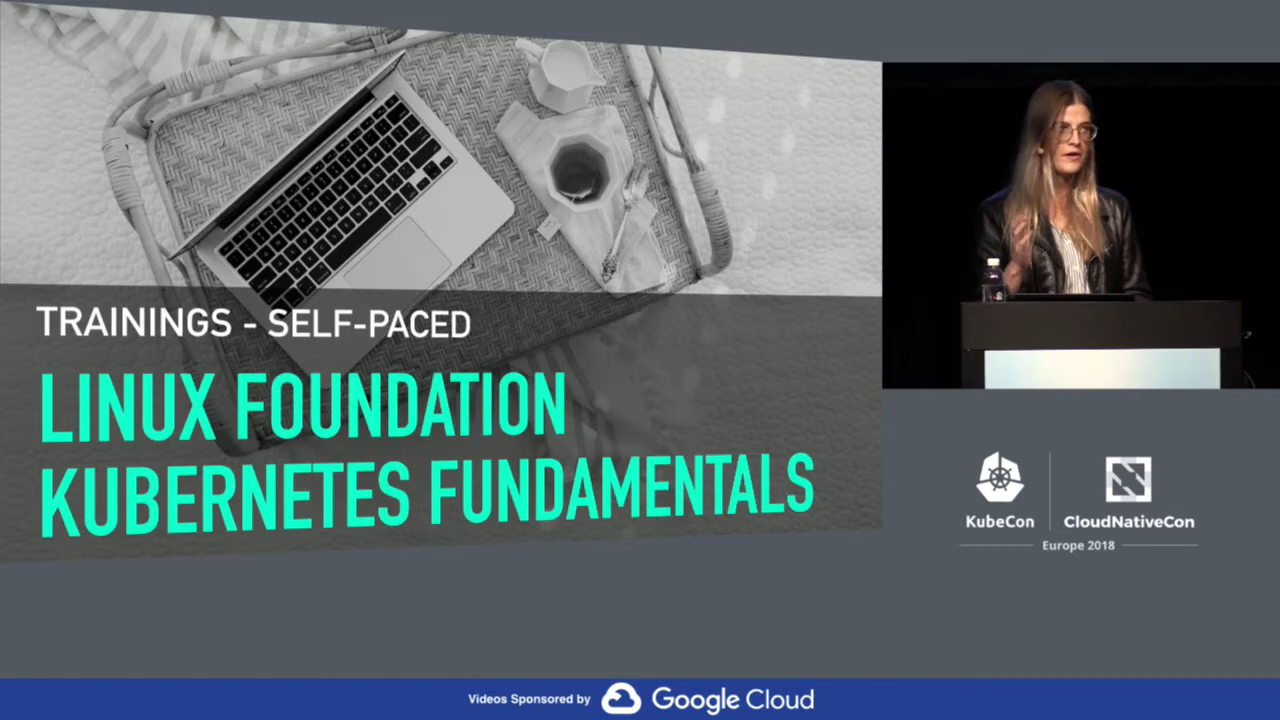 TRAININGS - SELF-PACED
LINUX FOUNDATION
KUBERNETES FUNDAMENTALS
KubeCon
CloudNativeCon
Europe 2018
Videos Sponsored by Google Cloud